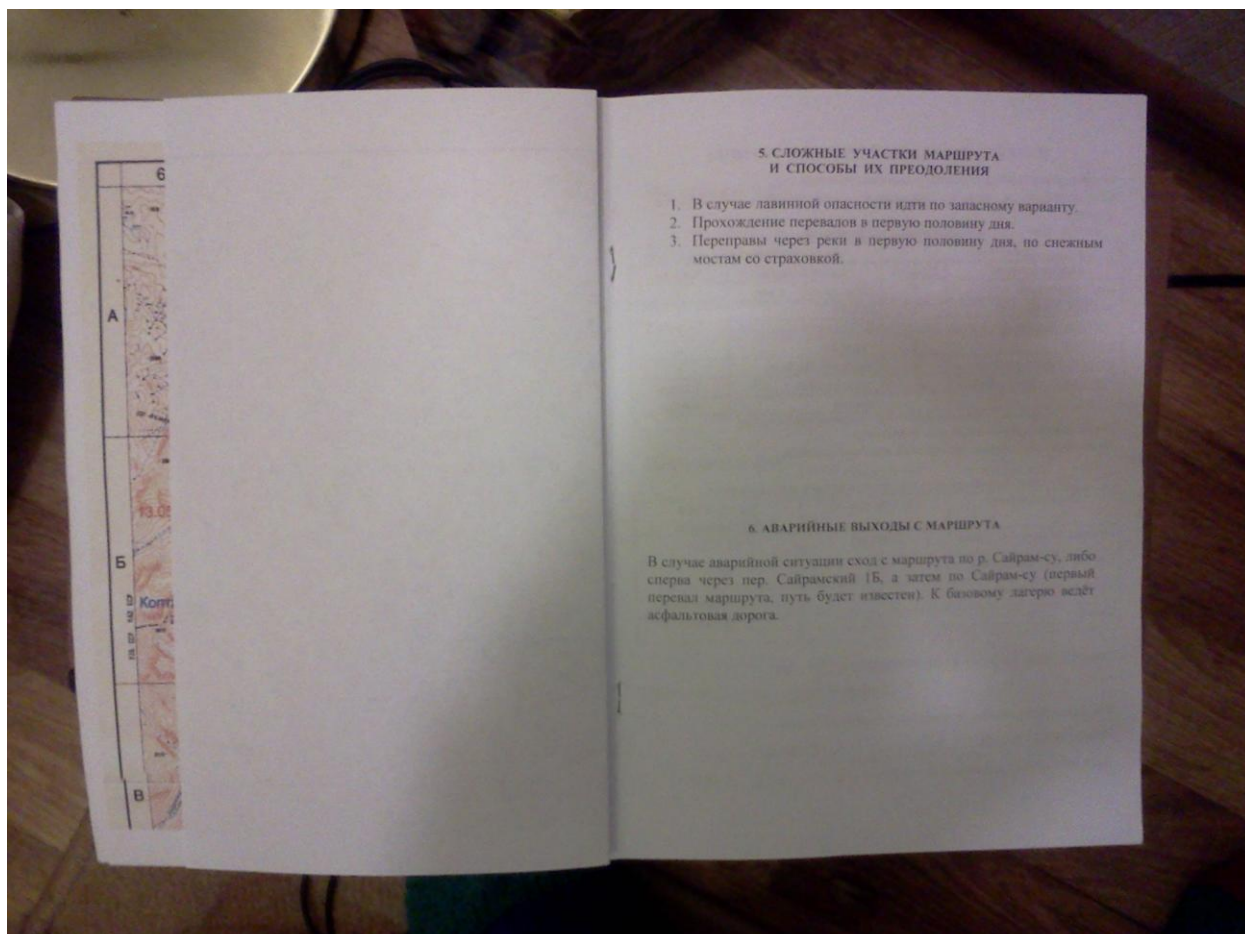 6
А
13.05
Б
В
5. СЛОЖНЫЕ УЧАСТКИ МАРШРУТА
И СПОСОБЫ ИХ ПРЕОДОЛЕНИЯ
1. В случае лавинной опасности идти по запасному варианту.
2. Прохождение перевалов в первую половину дня.
3. Переправы через реки в первую половину дня, по снежным
мостам со страховкой.
6. АВАРИЙНЫЕ ВЫХОДЫ С МАРШРУТА
В случае аварийной ситуации сход с маршрута по р. Сайрам-су, либо
сперва через пер. Сайрамский 1Б, а затем по Сайрам-су (первый
перевал маршрута, путь будет известен). К базовому лагерю ведёт
асфальтовая дорога.